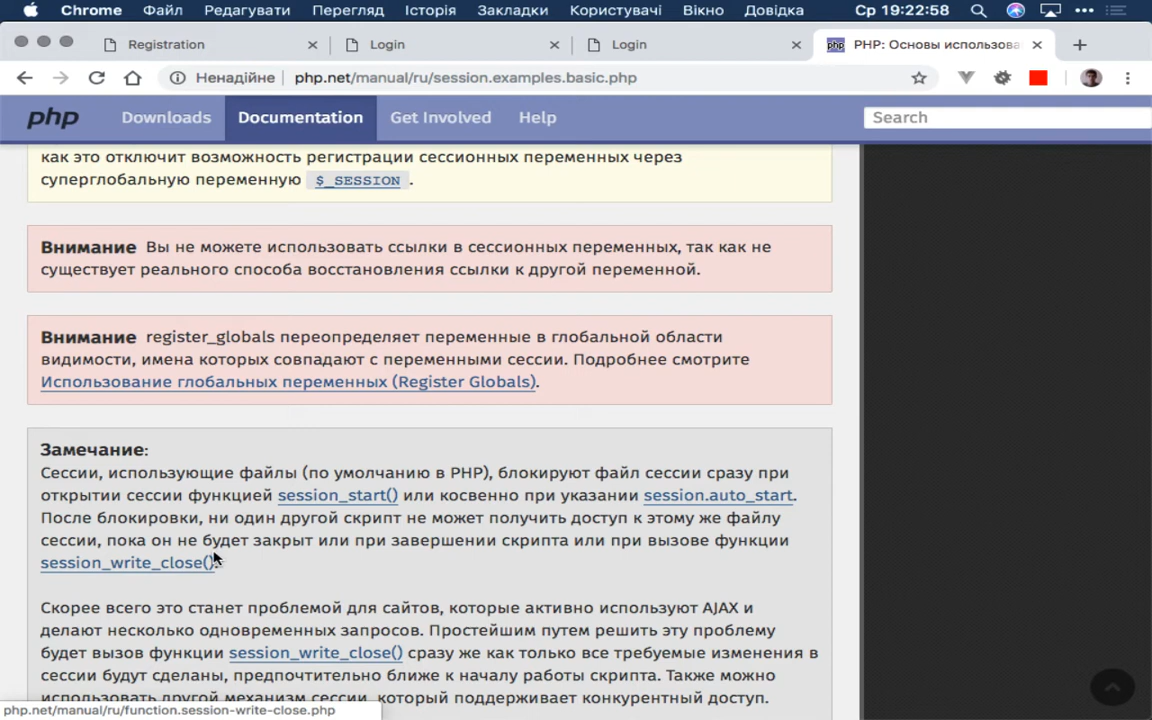 Chrome Файл Редагувати Перегляд Історія Закладки Користувачі Вікно Довідка Ср 19:22:58
Registration Login Login PHP: Основы использова
Ненадійне php.net/manual/ru/session.examples.basic.php
php Downloads Documentation Get Involved Help Search
как это отключит возможность регистрации сессионных переменных через
суперглобальную переменную $_SESSION .
Внимание Вы не можете использовать ссылки в сессионных переменных, так как не
существует реального способа восстановления ссылки к другой переменной.
Внимание register_globals переопределяет переменные в глобальной области
видимости, имена которых совпадают с переменными сессии. Подробнее смотрите
Использование глобальных переменных (Register Globals).
Замечание:
Сессии, использующие файлы (по умолчанию в PHP), блокируют файл сессии сразу при
открытии сессии функцией session_start() или косвенно при указании session.auto_start.
После блокировки, ни один другой скрипт не может получить доступ к этому же файлу
сессии, пока он не будет закрыт или при завершении скрипта или при вызове функции
session_write_close().
Скорее всего это станет проблемой для сайтов, которые активно используют AJAX и
делают несколько одновременных запросов. Простейшим путем решить эту проблему
будет вызов функции session_write_close() сразу же как только все требуемые изменения в
сессии будут сделаны, предпочтительно ближе к началу работы скрипта. Также можно
использовать другой механизм сессии, который поддерживает конкурентный доступ.
php.net/manual/ru/function.session-write-close.php